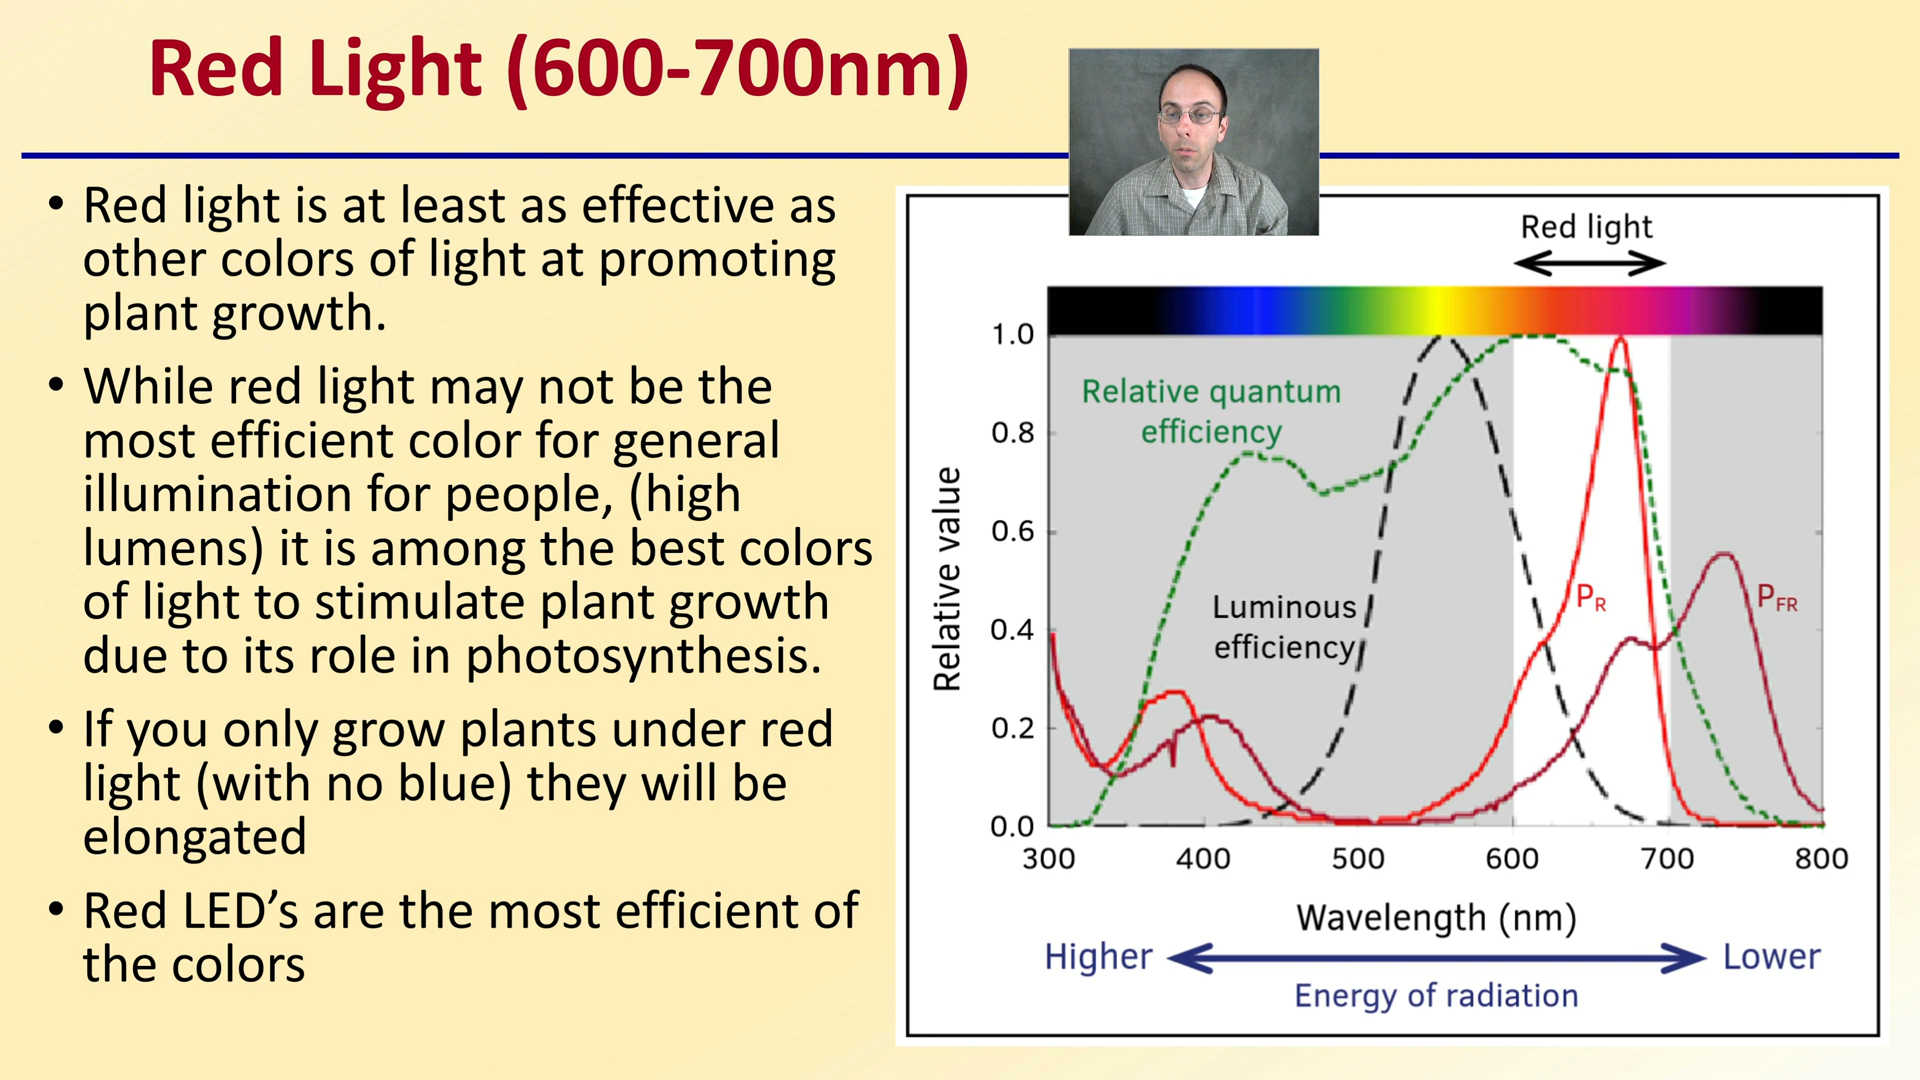 Red Light (600-700nm)
• Red light is at least as effective as
other colors of light at promoting
plant growth.
• While red light may not be the
most efficient color for general
illumination for people, (high
lumens) it is among the best colors
of light to stimulate plant growth
due to its role in photosynthesis.
• If you only grow plants under red
light (with no blue) they will be
elongated
• Red LED’s are the most efficient of
the colors
Red light
Relative value
1.0
0.8
0.6
0.4
0.2
0.0
Relative quantum
efficiency
Luminous
efficiency
PR
PFR
300 400 500 600 700 800
Wavelength (nm)
Higher Lower
Energy of radiation